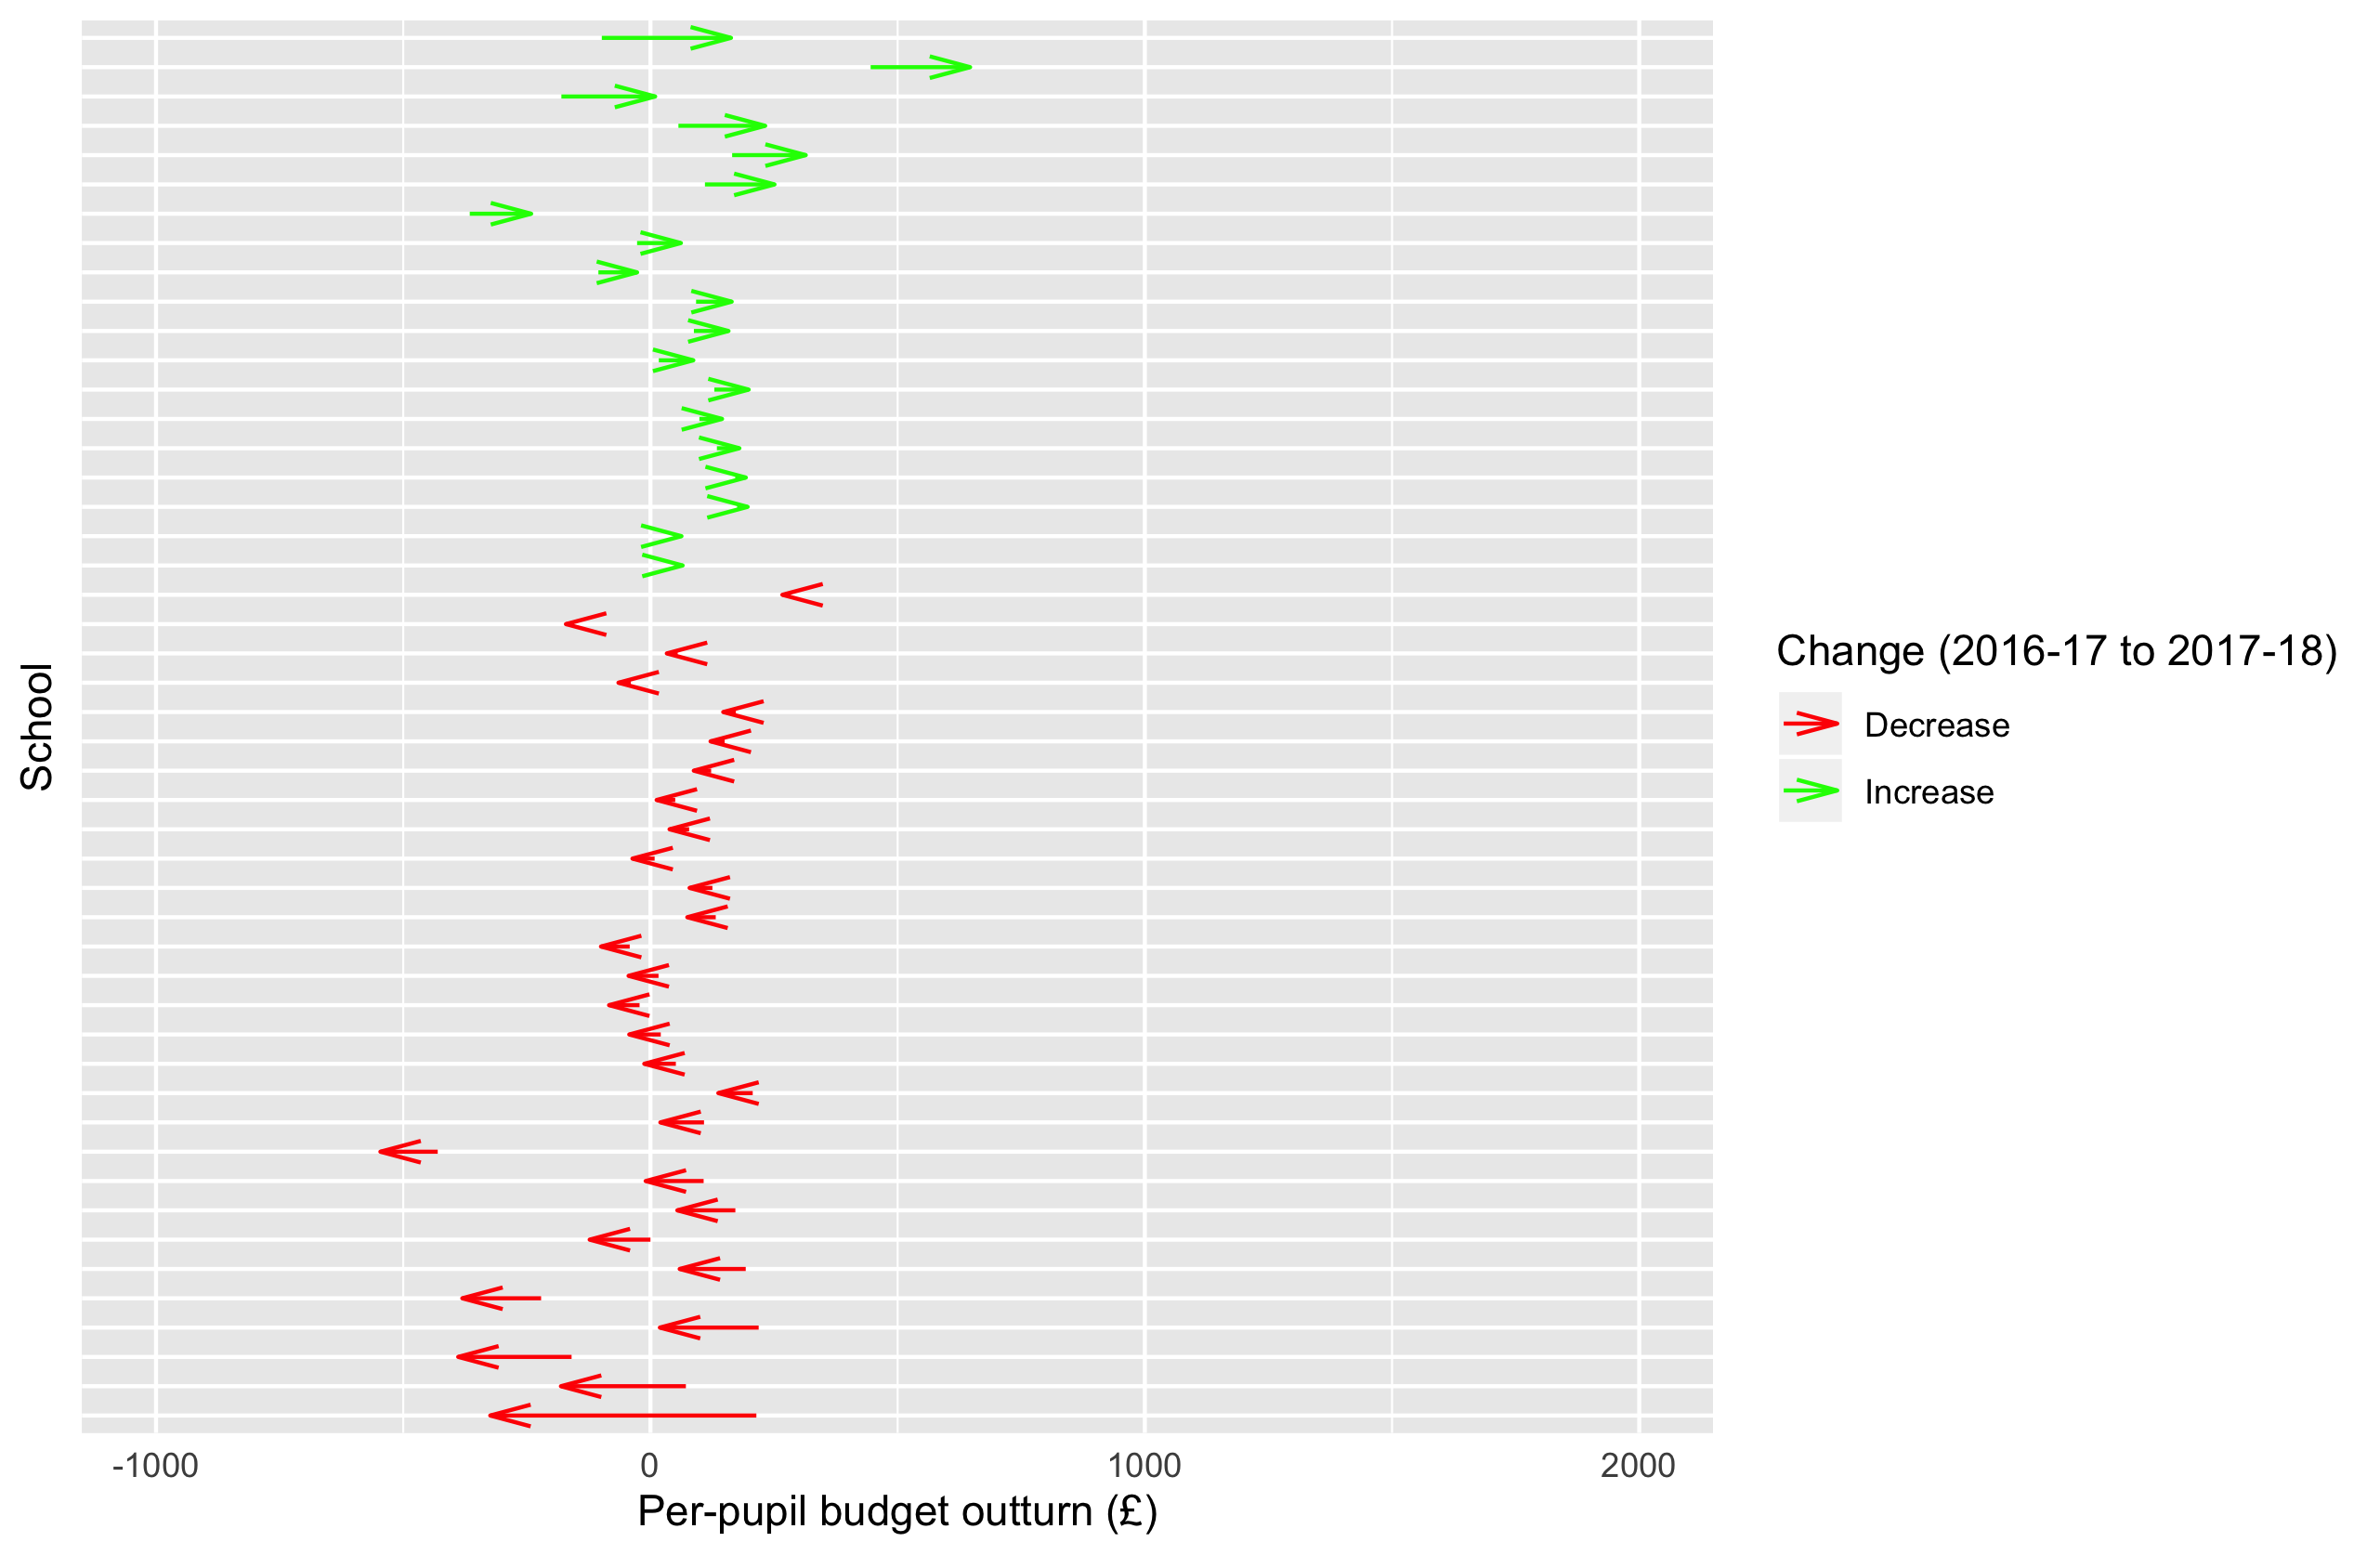 School
-1000
0
1000
2000
Per-pupil budget outturn (£)
Change (2016-17 to 2017-18)
Decrease
Increase